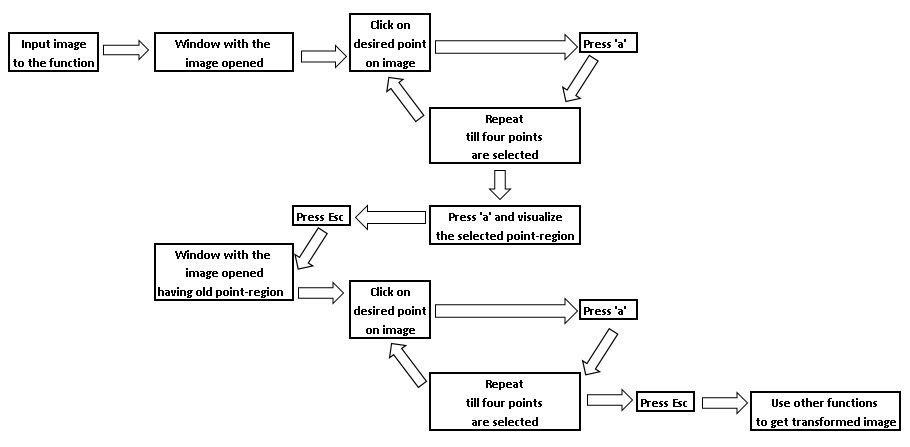 Input image
to the function
Window with the
image opened
Click on
desired point
on image
Press 'a'
Repeat
till four points
are selected
Press 'a' and visualize
the selected point-region
Press Esc
Window with the
image opened
having old point-region
Click on
desired point
on image
Press 'a'
Repeat
till four points
are selected
Press Esc
Use other functions
to get transformed image